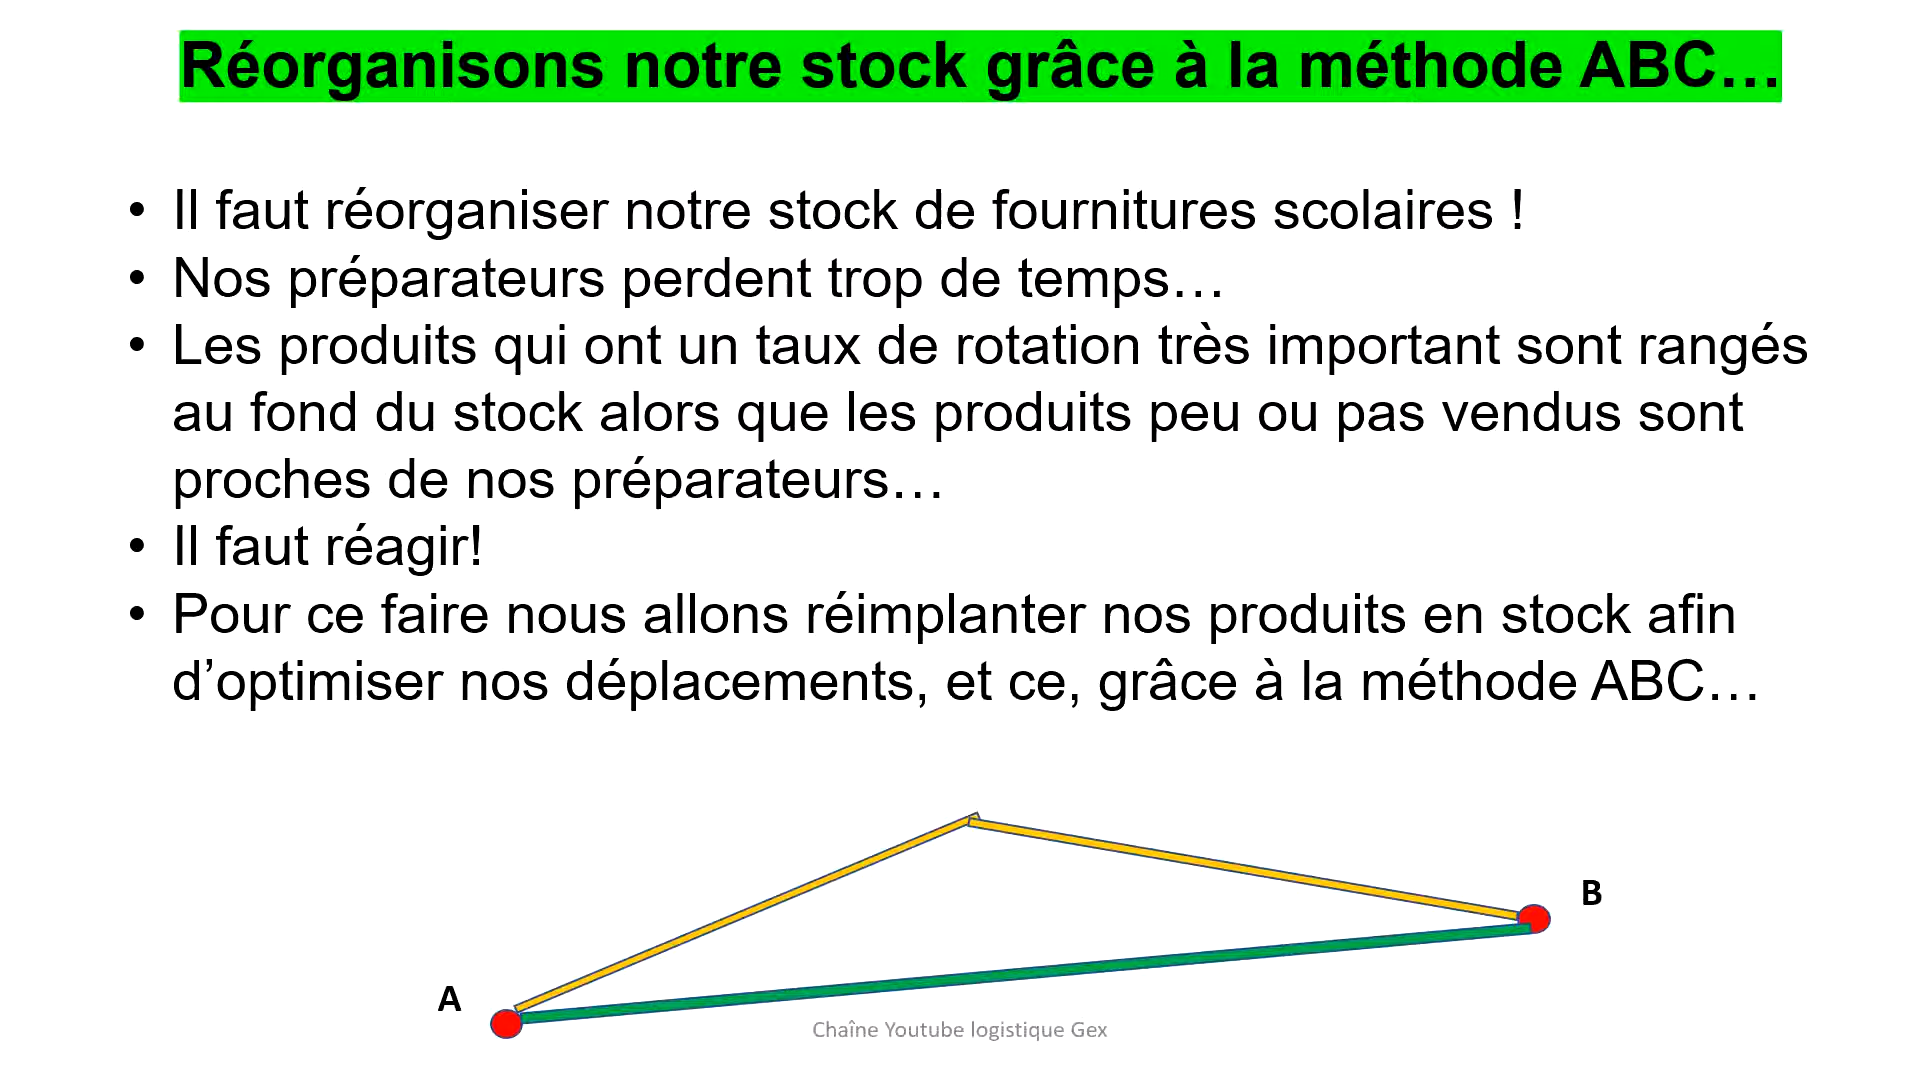 Réorganisons notre stock grâce à la méthode ABC…
• Il faut réorganiser notre stock de fournitures scolaires !
• Nos préparateurs perdent trop de temps…
• Les produits qui ont un taux de rotation très important sont rangés
au fond du stock alors que les produits peu ou pas vendus sont
proches de nos préparateurs…
• Il faut réagir!
• Pour ce faire nous allons réimplanter nos produits en stock afin
d’optimiser nos déplacements, et ce, grâce à la méthode ABC…
B
A
Chaîne Youtube logistique Gex